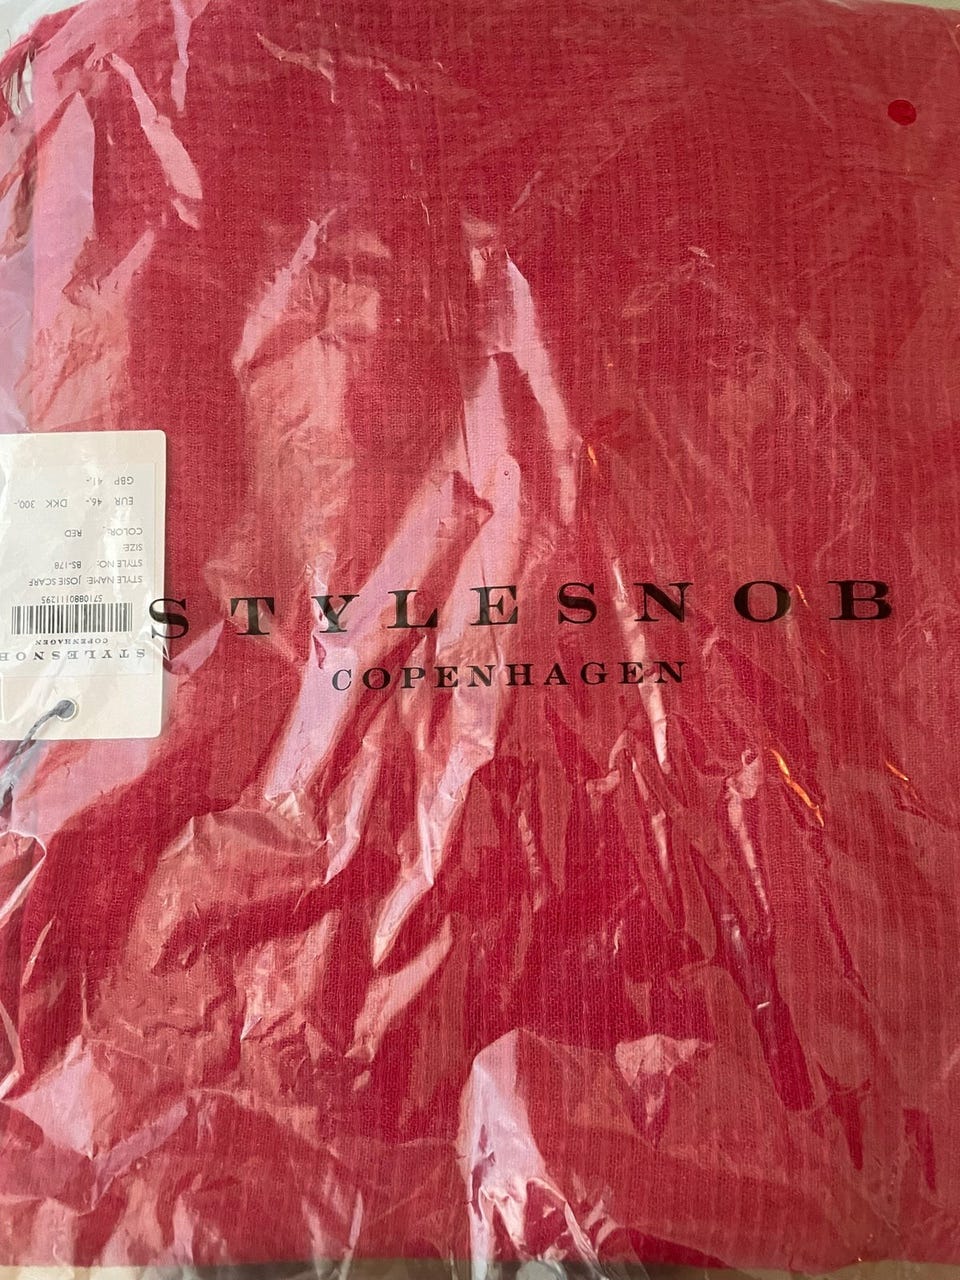 STYLESNOB
COPENHAGEN
STYLESNOB
COPENHAGEN
5710880111295
STYLE NAME: JOSIE SCARF
STYLE NO: BS-178
SIZE:
COLOR: RED
EUR 46,- DKK 300,-
GBP 41,-